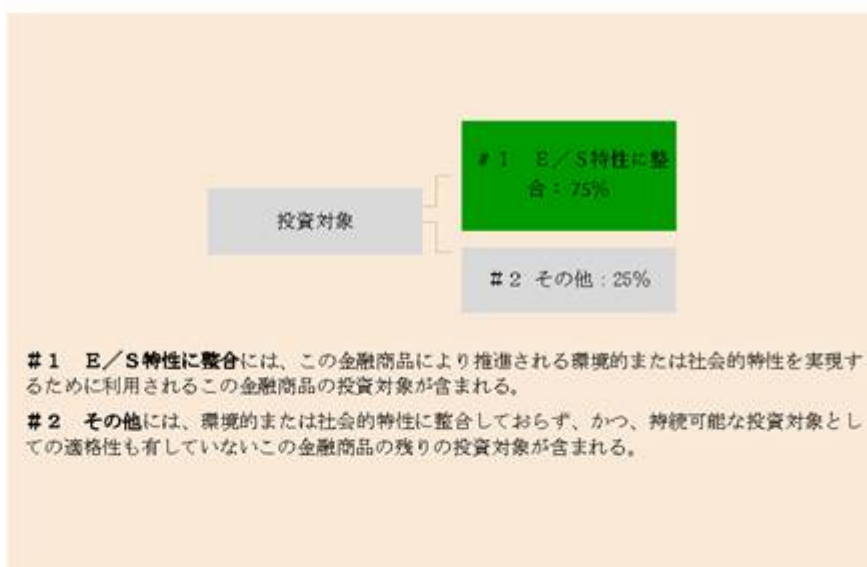 ＃１　Ｅ／Ｓ特性に整
合：75%
投資対象
＃２ その他：25%
＃１　Ｅ／Ｓ特性に整合には、この金融商品により推進される環境的または社会的特性を実現す
るために利用されるこの金融商品の投資対象が含まれる。
＃２　その他には、環境的または社会的特性に整合しておらず、かつ、持続可能な投資対象とし
ての適格性も有していないこの金融商品の残りの投資対象が含まれる。